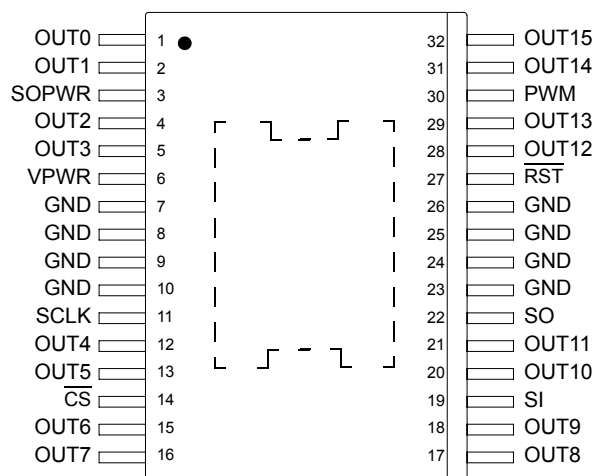 OUT0 1 32 OUT15
OUT1 2 31 OUT14
SOPWR 3 30 PWM
OUT2 4 29 OUT13
OUT3 5 28 OUT12
VPWR 6 27 RST
GND 7 26 GND
GND 8 25 GND
GND 9 24 GND
GND 10 23 GND
SCLK 11 22 SO
OUT4 12 21 OUT11
OUT5 13 20 OUT10
CS 14 19 SI
OUT6 15 18 OUT9
OUT7 16 17 OUT8